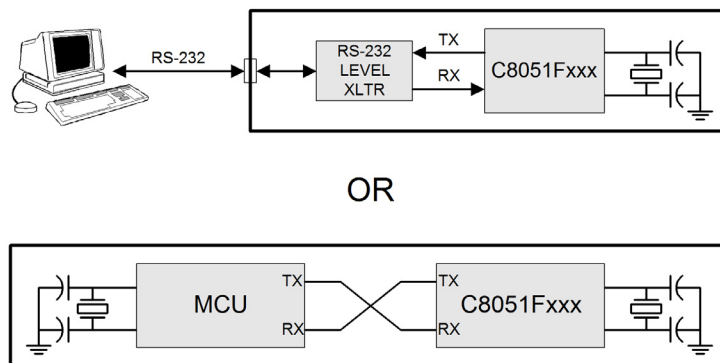 RS-232
RS-232
LEVEL
XLTR
TX
RX
C8051Fxxx
OR
MCU
TX
RX
TX
RX
C8051Fxxx